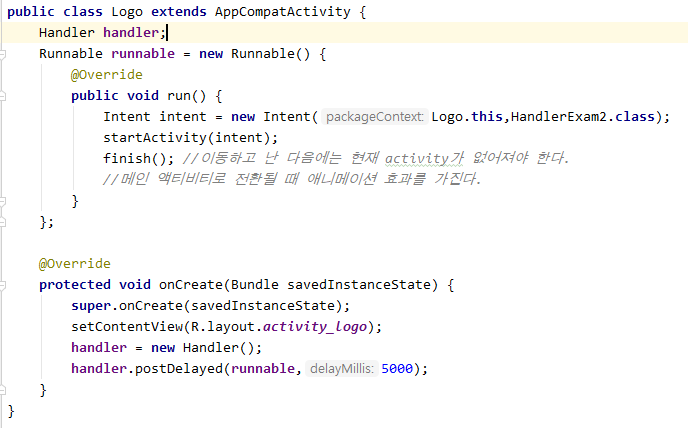 public class Logo extends AppCompatActivity {
Handler handler;
Runnable runnable = new Runnable() {
@Override
public void run() {
Intent intent = new Intent( packageContext: Logo.this,HandlerExam2.class);
startActivity(intent);
finish(); //이동하고 난 다음에는 현재 activity가 없어져야 한다.
//메인 액티비티로 전환될 때 애니메이션 효과를 가진다.
}
};
@Override
protected void onCreate(Bundle savedInstanceState) {
super.onCreate(savedInstanceState);
setContentView(R.layout.activity_logo);
handler = new Handler();
handler.postDelayed(runnable, delayMillis: 5000);
}
}